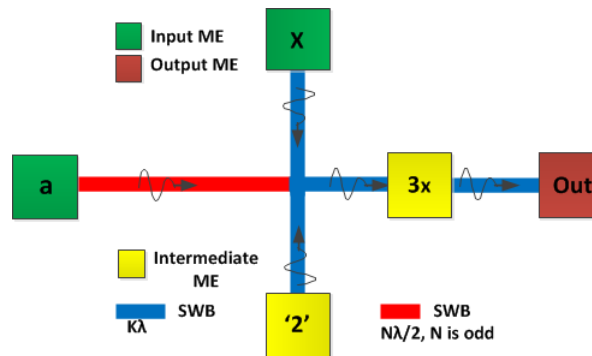 Input ME
X
Output ME
a
3x
Out
Intermediate
ME
SWB
Kλ
'2'
SWB
Nλ/2, N is odd